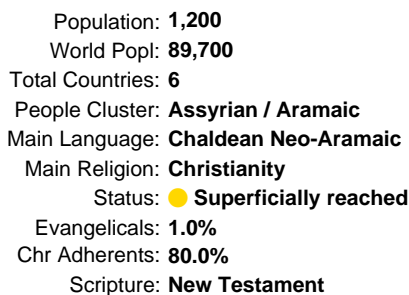 Population: 1,200
World Popl: 89,700
Total Countries: 6
People Cluster: Assyrian / Aramaic
Main Language: Chaldean Neo-Aramaic
Main Religion: Christianity
Status: Superficially reached
Evangelicals: 1.0%
Chr Adherents: 80.0%
Scripture: New Testament